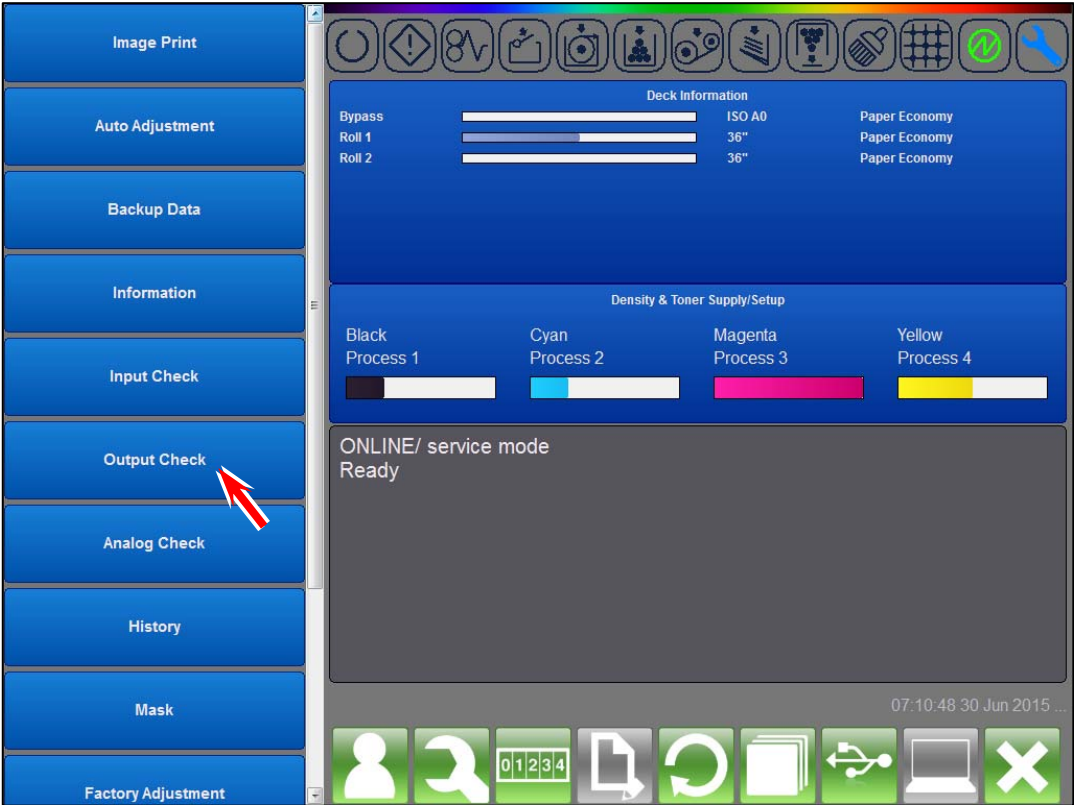 Image Print
Auto Adjustment
Backup Data
Information
Input Check
Output Check
Analog Check
History
Mask
Factory Adjustment
Deck Information
Bypass ISO A0 Paper Economy
Roll 1 36" Paper Economy
Roll 2 36" Paper Economy
Density & Toner Supply/Setup
Black Cyan Magenta Yellow
Process 1 Process 2 Process 3 Process 4
ONLINE/ service mode
Ready
07:10:48 30 Jun 2015 ...
01234